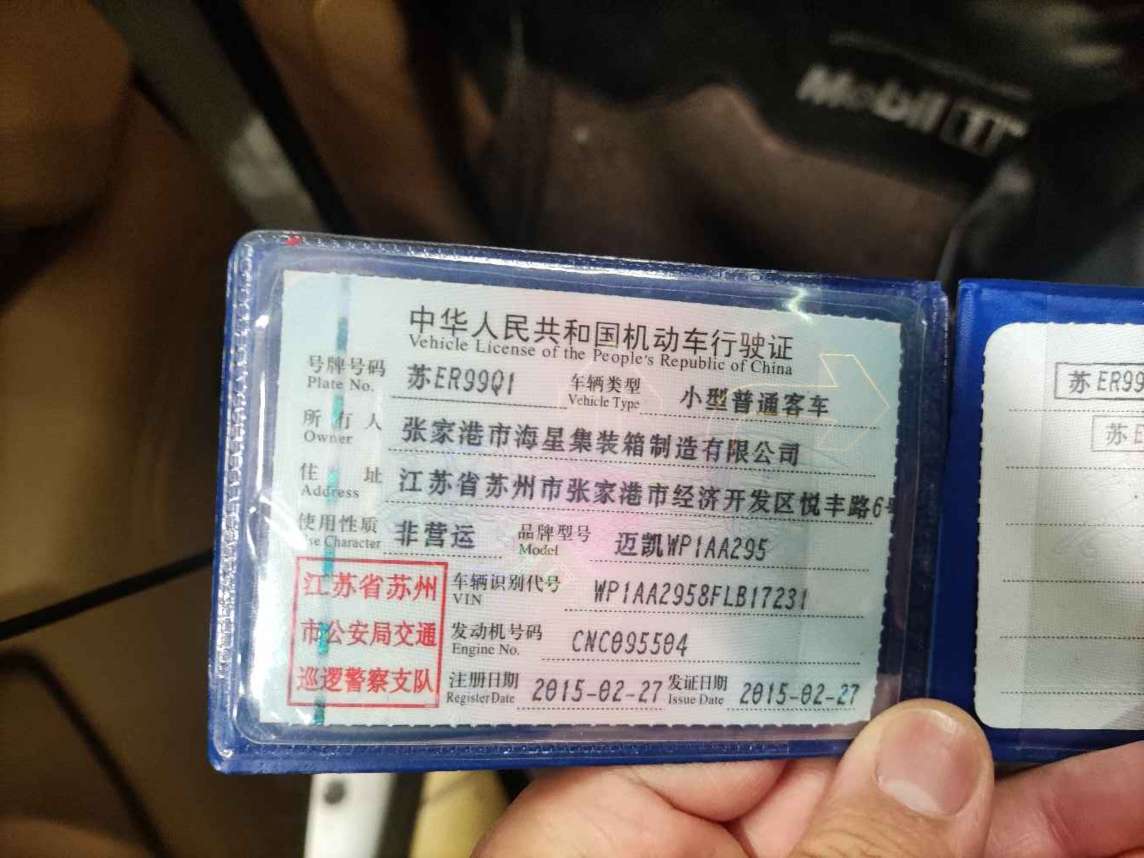 Mobil 1
中华人民共和国机动车行驶证
Vehicle License of the People's Republic of China
号牌号码 苏ER99Q1 车辆类型 小型普通客车
Plate No. Vehicle Type
所有人 张家港市海星集装箱制造有限公司
Owner
住址 江苏省苏州市张家港市经济开发区悦丰路6号
Address
使用性质 非营运 品牌型号 迈凯WP1AA295
Use Character Model
江苏省苏州
市公安局交通
巡逻警察支队
车辆识别代号 WP1AA2958FLB17231
VIN
发动机号码 CNC095504
Engine No.
注册日期 2015-02-27 发证日期 2015-02-27
Register Date Issue Date
苏ER99
苏E